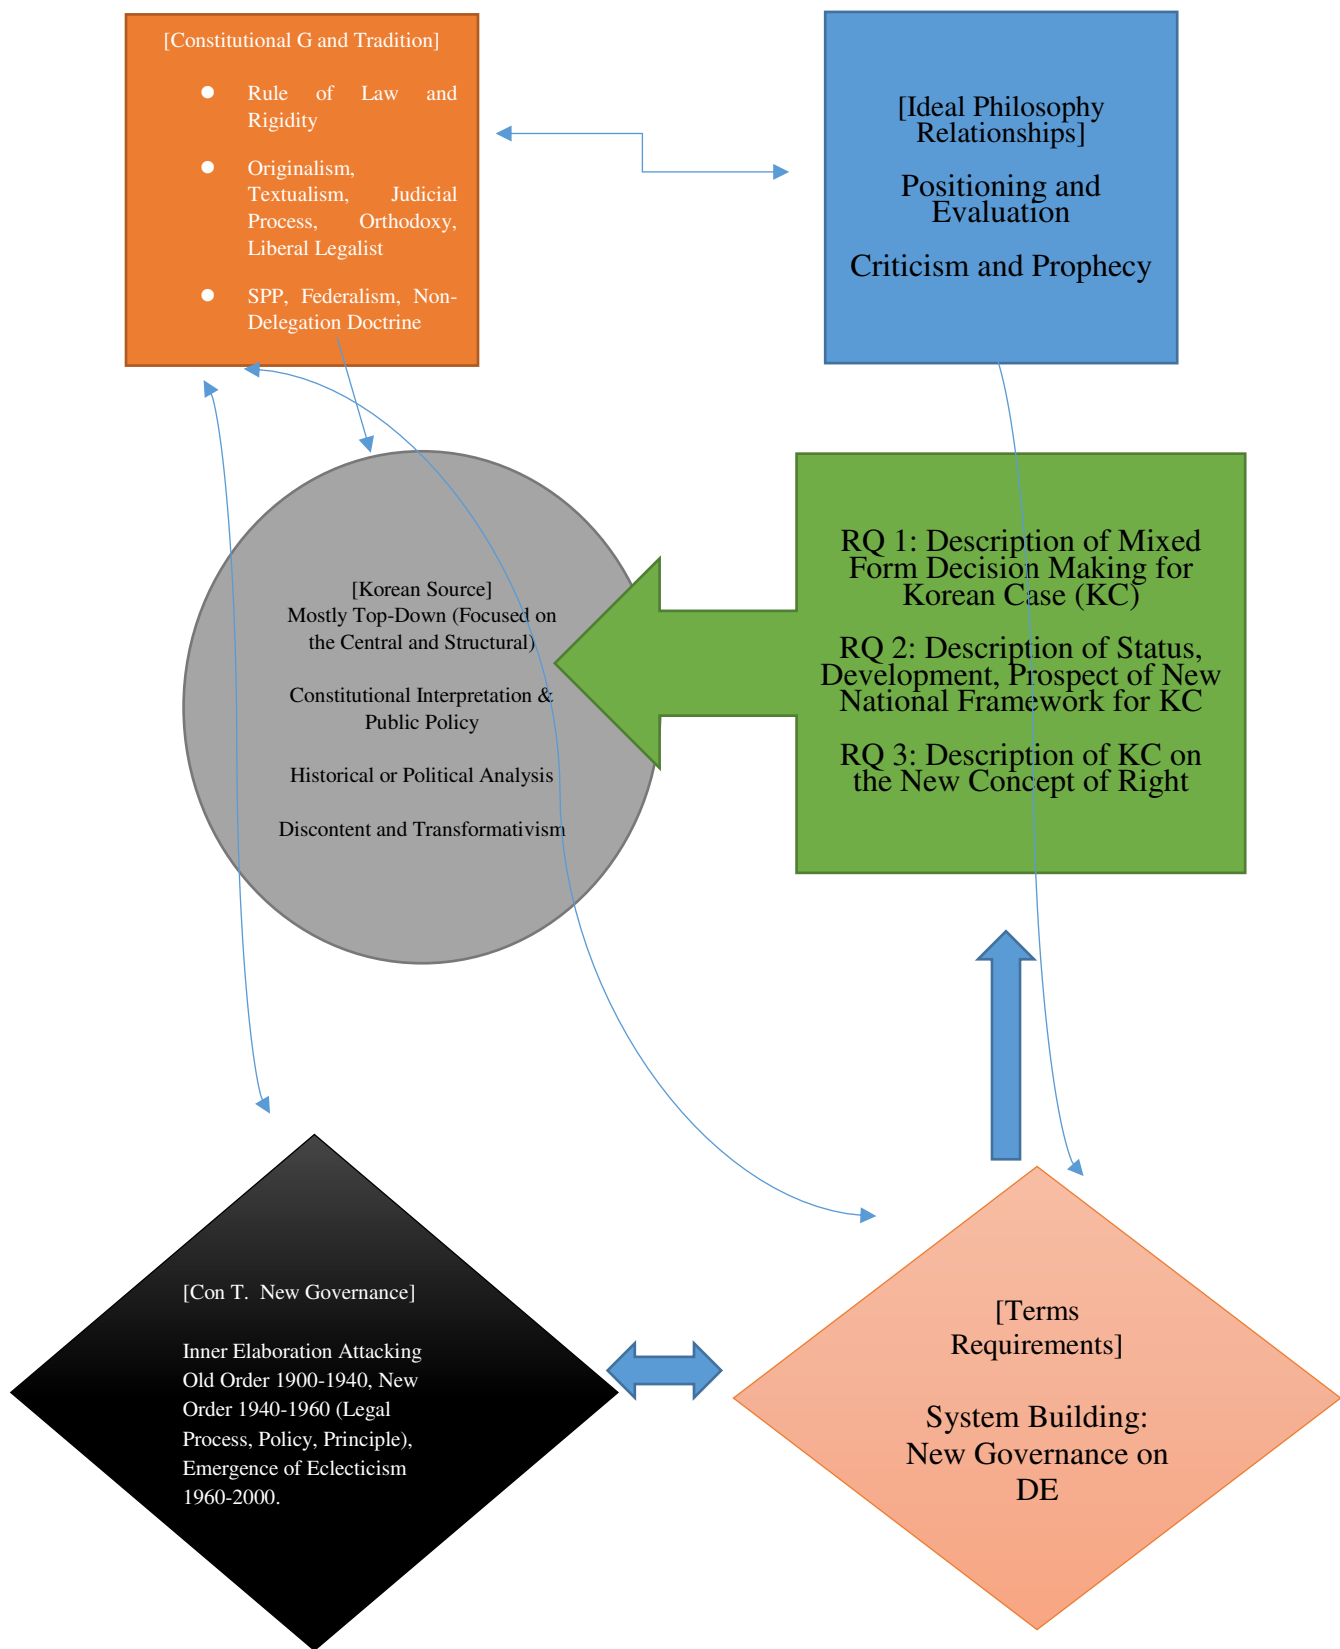 [Constitutional G and Tradition]
Rule of Law and
Rigidity
Originalism,
Textualism, Judicial
Process, Orthodoxy,
Liberal Legalist
SPP, Federalism, Non-
Delegation Doctrine
[Ideal Philosophy
Relationships]
Positioning and
Evaluation
Criticism and Prophecy
[Korean Source]
Mostly Top-Down (Focused on
the Central and Structural)
Constitutional Interpretation &
Public Policy
Historical or Political Analysis
Discontent and Transformativism
RQ 1: Description of Mixed
Form Decision Making for
Korean Case (KC)
RQ 2: Description of Status,
Development, Prospect of New
National Framework for KC
RQ 3: Description of KC on
the New Concept of Right
[Con T.  New Governance]
Inner Elaboration Attacking
Old Order 1900-1940, New
Order 1940-1960 (Legal
Process, Policy, Principle),
Emergence of Eclecticism
1960-2000.
[Terms
Requirements]
System Building:
New Governance on
DE